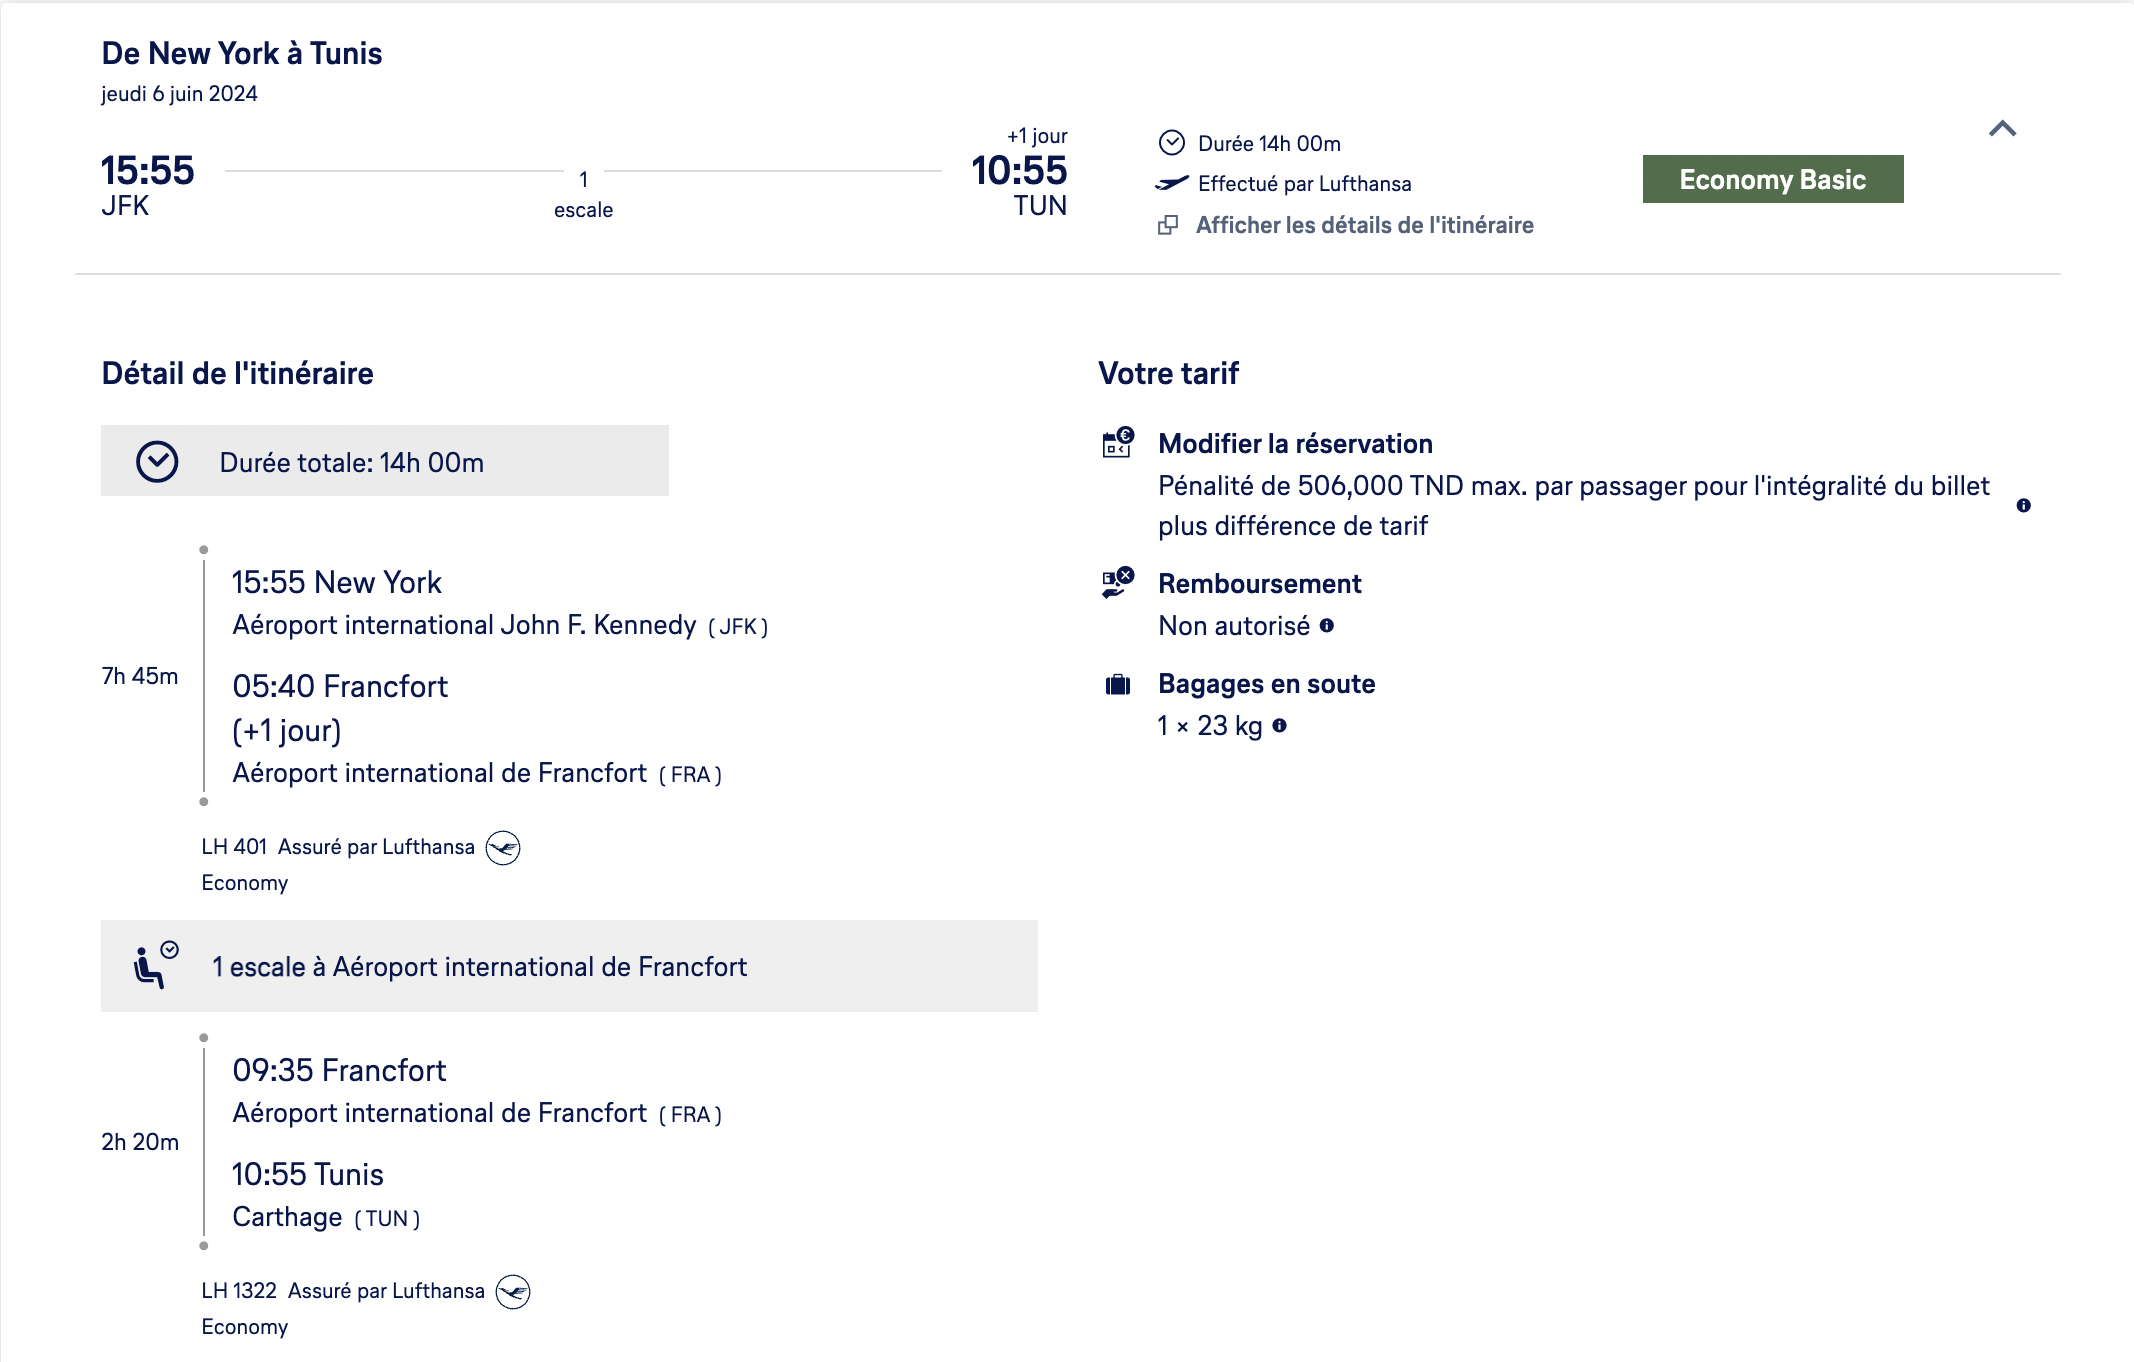 De New York à Tunis
jeudi 6 juin 2024
15:55
JFK
1
escale
+1 jour
10:55
TUN
Durée 14h 00m
Effectué par Lufthansa
Afficher les détails de l'itinéraire
Economy Basic
Détail de l'itinéraire
Durée totale: 14h 00m
7h 45m
15:55 New York
Aéroport international John F. Kennedy ( JFK )
05:40 Francfort
(+1 jour)
Aéroport international de Francfort ( FRA )
LH 401 Assuré par Lufthansa
Economy
1 escale à Aéroport international de Francfort
2h 20m
09:35 Francfort
Aéroport international de Francfort ( FRA )
10:55 Tunis
Carthage ( TUN )
LH 1322 Assuré par Lufthansa
Economy
Votre tarif
Modifier la réservation
Pénalité de 506,000 TND max. par passager pour l'intégralité du billet
plus différence de tarif
Remboursement
Non autorisé
Bagages en soute
1 × 23 kg